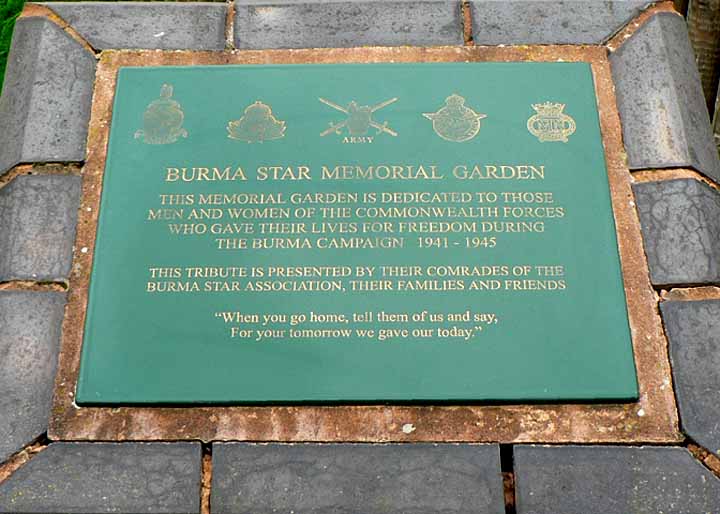 ARMY
MN
BURMA STAR MEMORIAL GARDEN
THIS MEMORIAL GARDEN IS DEDICATED TO THOSE
MEN AND WOMEN OF THE COMMONWEALTH FORCES
WHO GAVE THEIR LIVES FOR FREEDOM DURING
THE BURMA CAMPAIGN 1941 - 1945
THIS TRIBUTE IS PRESENTED BY THEIR COMRADES OF THE
BURMA STAR ASSOCIATION, THEIR FAMILIES AND FRIENDS
“When you go home, tell them of us and say,
For your tomorrow we gave our today.”